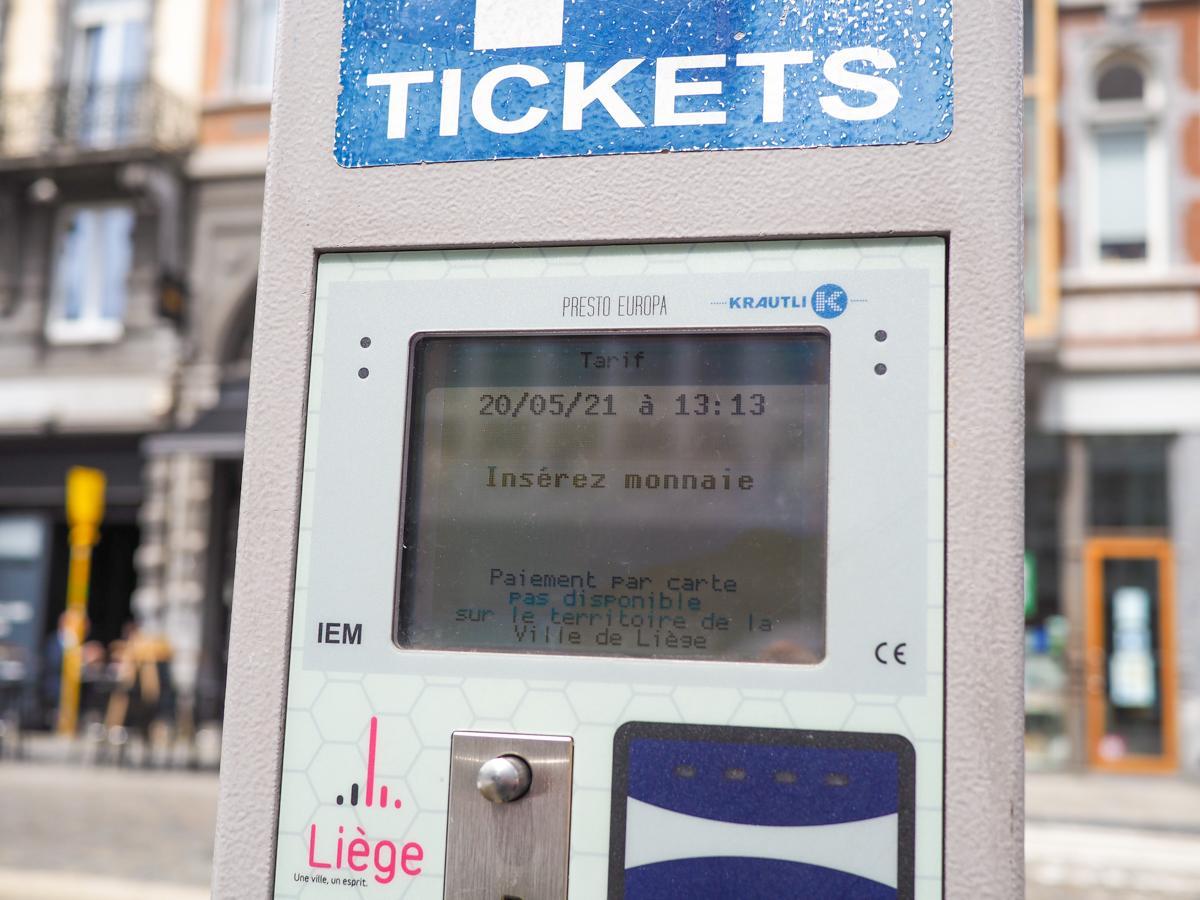 TICKETS
PRESTO EUROPA
KRAUTLI K
Tarif
20/05/21 à 13:13
Insérez monnaie
Paiement par carte
pas disponible
sur le territoire de la
Ville de Liège
IEM
CE
Liège
Une ville, un esprit.